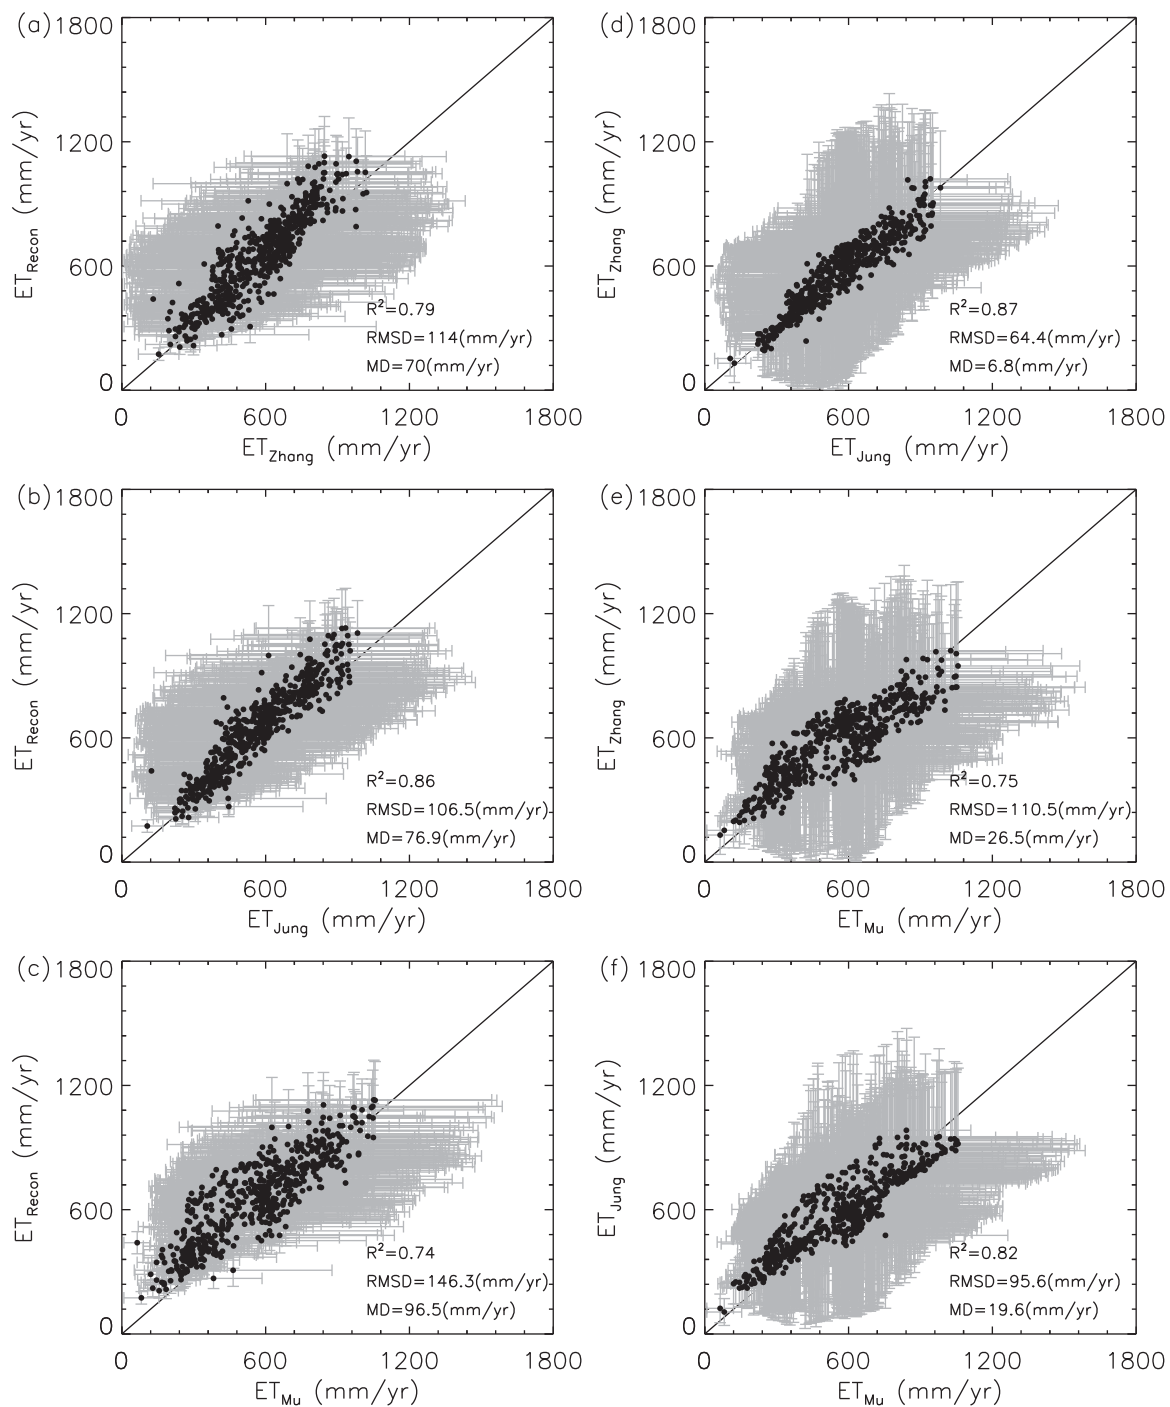 (a)
1800
1200
600
0
ET_Recon (mm/yr)
R²=0.79
RMSD=114(mm/yr)
MD=70(mm/yr)
0 600 1200 1800
ET_Zhang (mm/yr)
(d)
1800
1200
600
0
ET_Zhang (mm/yr)
R²=0.87
RMSD=64.4(mm/yr)
MD=6.8(mm/yr)
0 600 1200 1800
ET_Jung (mm/yr)
(b)
1800
1200
600
0
ET_Recon (mm/yr)
R²=0.86
RMSD=106.5(mm/yr)
MD=76.9(mm/yr)
0 600 1200 1800
ET_Jung (mm/yr)
(e)
1800
1200
600
0
ET_Zhang (mm/yr)
R²=0.75
RMSD=110.5(mm/yr)
MD=26.5(mm/yr)
0 600 1200 1800
ET_Mu (mm/yr)
(c)
1800
1200
600
0
ET_Recon (mm/yr)
R²=0.74
RMSD=146.3(mm/yr)
MD=96.5(mm/yr)
0 600 1200 1800
ET_Mu (mm/yr)
(f)
1800
1200
600
0
ET_Jung (mm/yr)
R²=0.82
RMSD=95.6(mm/yr)
MD=19.6(mm/yr)
0 600 1200 1800
ET_Mu (mm/yr)